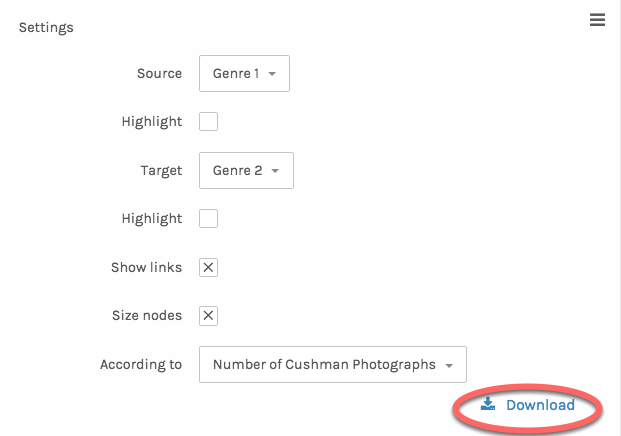 Settings
Source Genre 1
Highlight
Target Genre 2
Highlight
Show links
Size nodes
According to Number of Cushman Photographs
Download